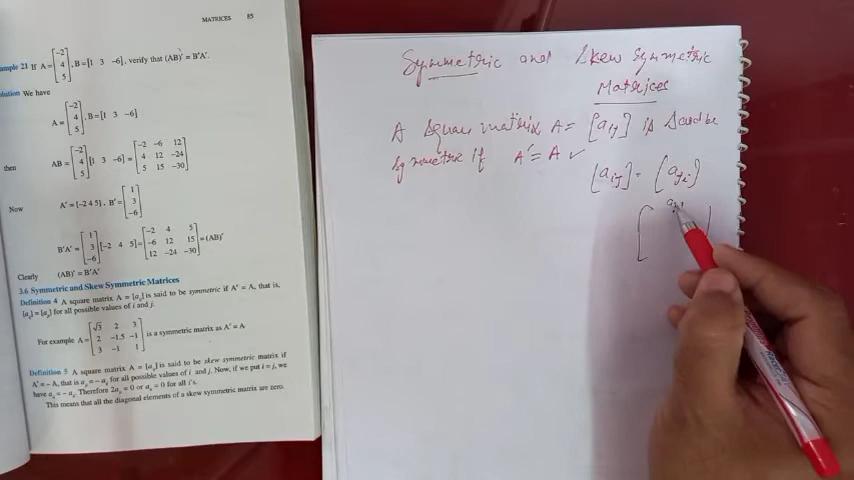 MATRICES 85
ample 21 If A = [-2 4 5], B = [1 3 -6], verify that (AB)' = B'A'.
lution We have
A = [-2 4 5], B = [1 3 -6]
then AB = [-2 4 5] [1 3 -6] = [-2 -6 12 4 12 -24 5 15 -30]
Now A' = [-2 4 5], B' = [1 3 -6]
B'A' = [1 3 -6] [-2 4 5] = [-2 4 5 -6 12 15 12 -24 -30] = (AB)'
Clearly (AB)' = B'A'
3.6 Symmetric and Skew Symmetric Matrices
Definition 4 A square matrix A = [aij] is said to be symmetric if A' = A, that is,
[aij] = [aji] for all possible values of i and j.
For example A = [√3 2 3 2 -1.5 -1 3 -1 1] is a symmetric matrix as A' = A
Definition 5 A square matrix A = [aij] is said to be skew symmetric matrix if
A' = -A, that is aji = -aij for all possible values of i and j. Now, if we put i = j, we
have aii = -aii. Therefore 2aii = 0 or aii = 0 for all i's.
This means that all the diagonal elements of a skew symmetric matrix are zero.
Symmetric and Skew Symmetric
Matrices
A Square matrix A = [aij] is said be
Symmetric if A' = A ✓
[aij] = [aji]